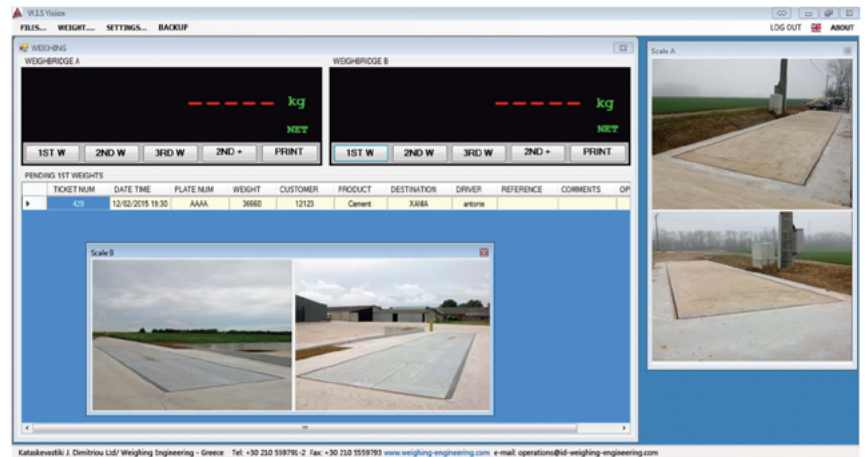 W.I.S Vision
FILES... WEIGHT.... SETTINGS... BACKUP LOG OUT ABOUT
WEIGHING
WEIGHBRIDGE A WEIGHBRIDGE B
----- kg ----- kg
NET NET
1ST W 2ND W 3RD W 2ND + PRINT 1ST W 2ND W 3RD W 2ND + PRINT
PENDING 1ST WEIGHTS
TICKET NUM DATE TIME PLATE NUM WEIGHT CUSTOMER PRODUCT DESTINATION DRIVER REFERENCE COMMENTS OP
429 12/02/2015 19:30 AAAA 36660 12123 Cement XANIA antonis
Scale A
Scale B
Kataskevastiki J. Dimitriou Ltd/ Weighing Engineering - Greece Tel: +30 210 559791-2 Fax: +30 210 5559793 www.weighing-engineering.com e-mail: operations@id-weighing-engineering.com